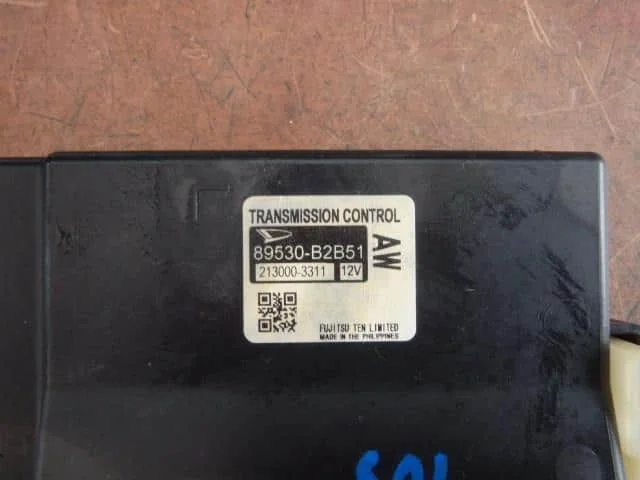 TRANSMISSION CONTROL
89530-B2B51
213000-3311 12V
AW
FUJITSU TEN LIMITED
MADE IN THE PHILIPPINES